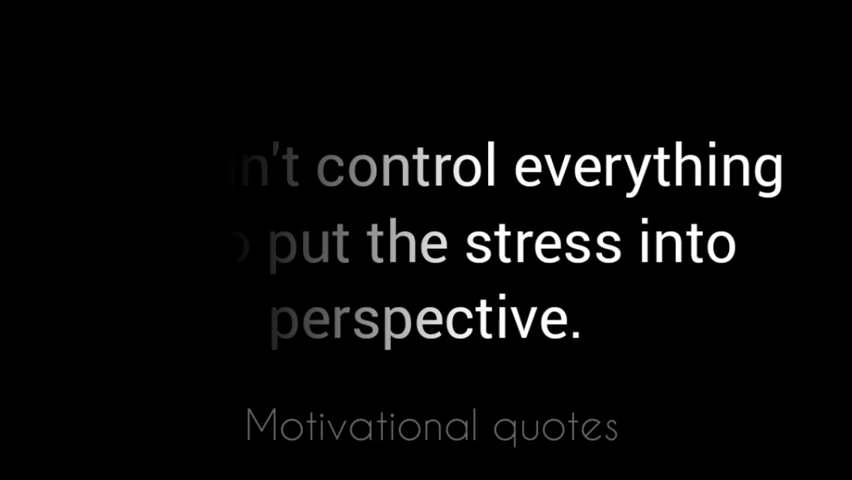 control everything
put the stress into
perspective.
Motivational quotes